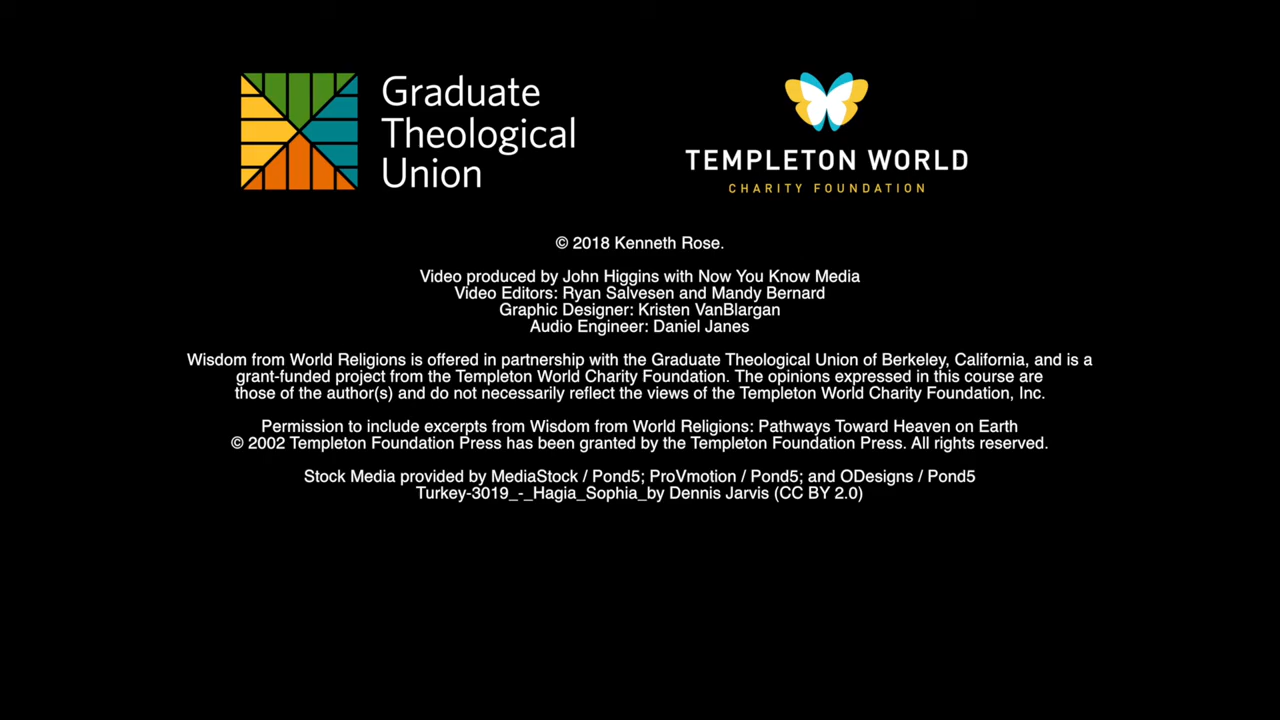 Graduate
Theological
Union
TEMPLETON WORLD
CHARITY FOUNDATION
© 2018 Kenneth Rose.
Video produced by John Higgins with Now You Know Media
Video Editors: Ryan Salvesen and Mandy Bernard
Graphic Designer: Kristen VanBlargan
Audio Engineer: Daniel Janes
Wisdom from World Religions is offered in partnership with the Graduate Theological Union of Berkeley, California, and is a
grant-funded project from the Templeton World Charity Foundation. The opinions expressed in this course are
those of the author(s) and do not necessarily reflect the views of the Templeton World Charity Foundation, Inc.
Permission to include excerpts from Wisdom from World Religions: Pathways Toward Heaven on Earth
© 2002 Templeton Foundation Press has been granted by the Templeton Foundation Press. All rights reserved.
Stock Media provided by MediaStock / Pond5; ProVmotion / Pond5; and ODesigns / Pond5
Turkey-3019_-_Hagia_Sophia_by Dennis Jarvis (CC BY 2.0)